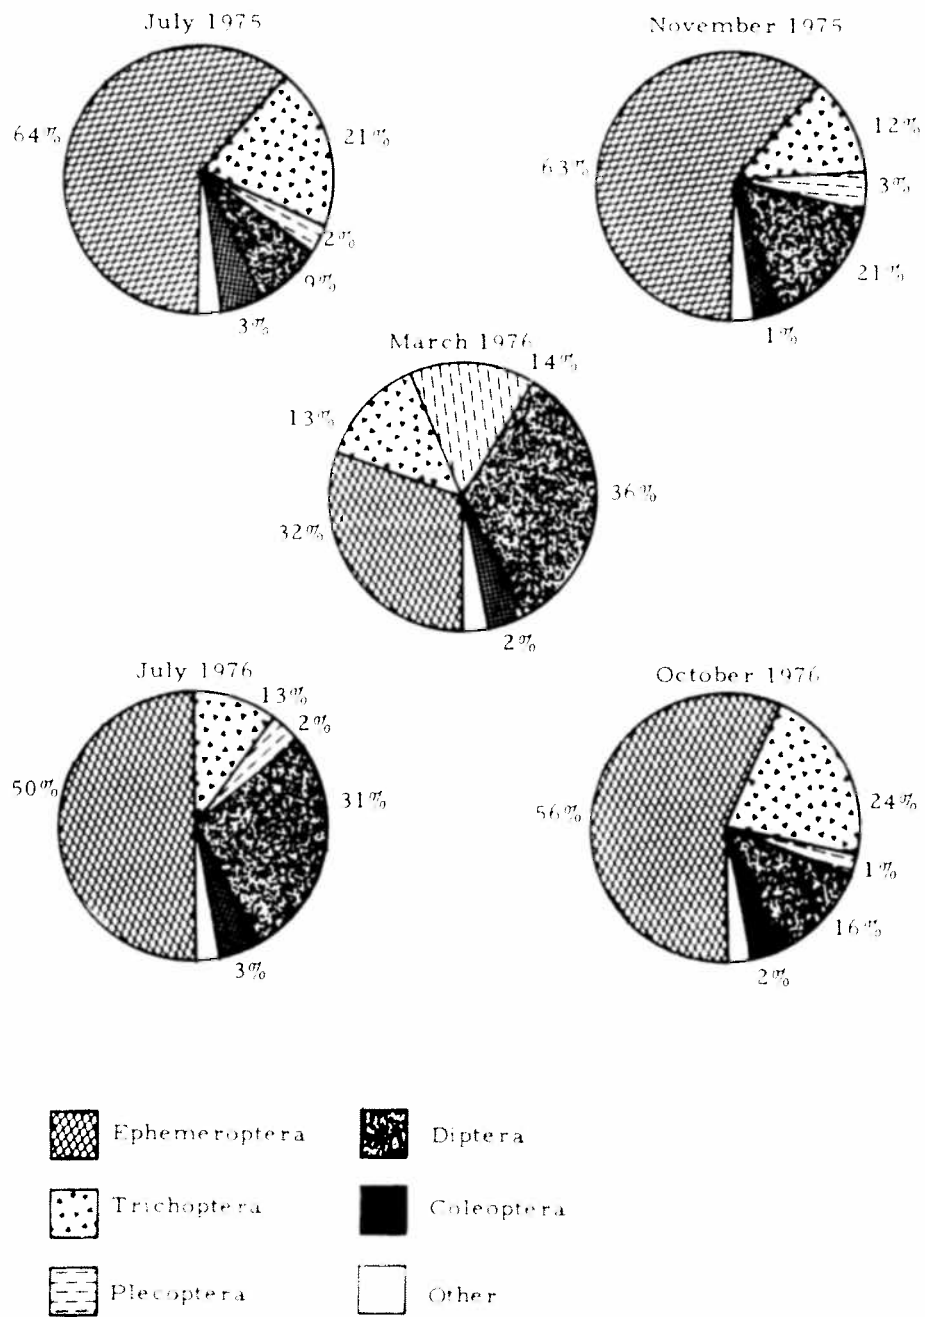 July 1975
64%
21%
2%
9%
3%
November 1975
63%
12%
3%
21%
1%
March 1976
14%
13%
36%
32%
2%
July 1976
13%
2%
50%
31%
3%
October 1976
56%
24%
1%
16%
2%
Ephemeroptera
Diptera
Trichoptera
Coleoptera
Plecoptera
Other